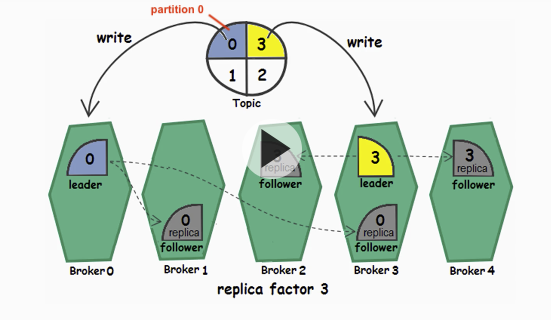 partition 0
write
0
3
write
1
2
Topic
0
leader
0
replica
follower
replica
follower
3
leader
0
replica
follower
3
replica
follower
Broker 0
Broker 1
Broker 2
Broker 3
Broker 4
replica factor 3